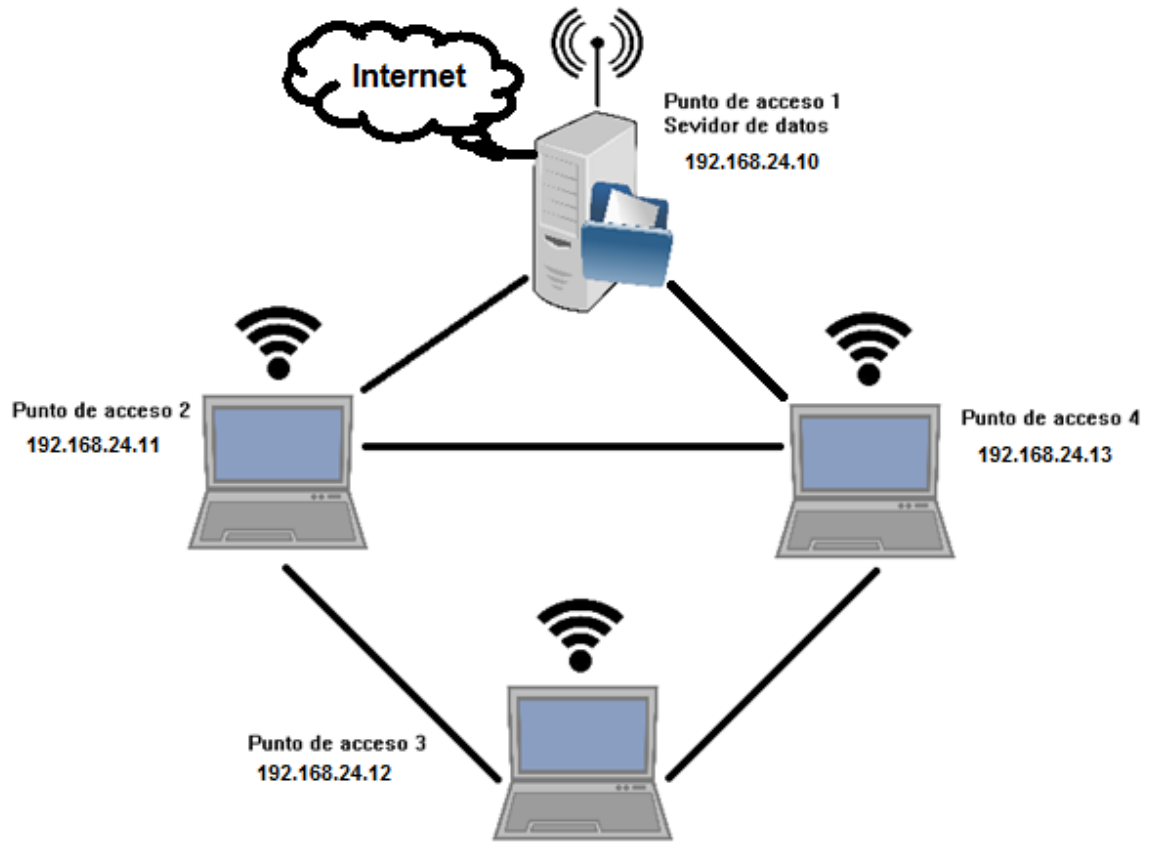 Internet
Punto de acceso 1
Sevidor de datos
192.168.24.10
Punto de acceso 2
192.168.24.11
Punto de acceso 4
192.168.24.13
Punto de acceso 3
192.168.24.12